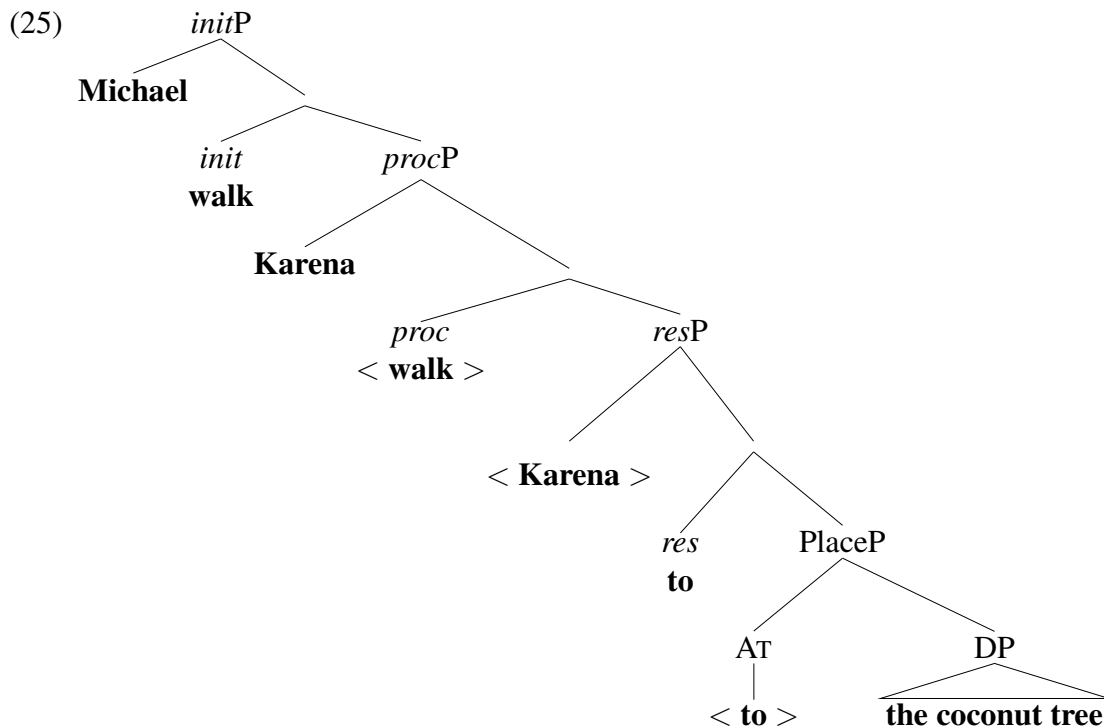 (25) initP
Michael
init procP
walk
Karena
proc resP
< walk >
< Karena >
res PlaceP
to
AT DP
< to > the coconut tree